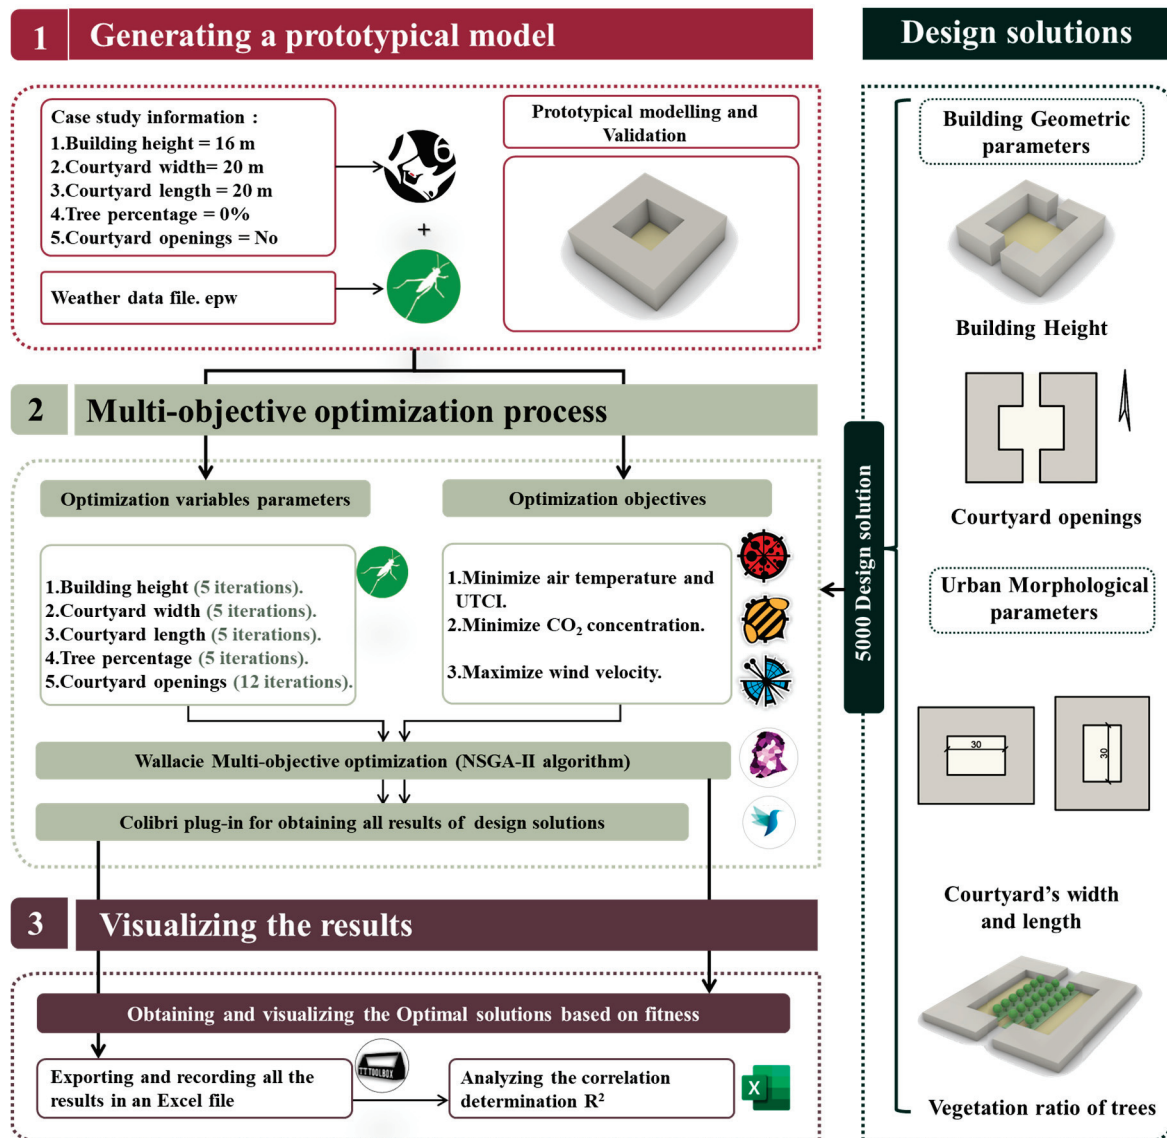 1 Generating a prototypical model
Case study information :
1.Building height = 16 m
2.Courtyard width= 20 m
3.Courtyard length = 20 m
4.Tree percentage = 0%
5.Courtyard openings = No
6
+
Weather data file. epw
Prototypical modelling and
Validation
2 Multi-objective optimization process
Optimization variables parameters
Optimization objectives
1.Building height (5 iterations).
2.Courtyard width (5 iterations).
3.Courtyard length (5 iterations).
4.Tree percentage (5 iterations).
5.Courtyard openings (12 iterations).
1.Minimize air temperature and
UTCI.
2.Minimize CO₂ concentration.
3.Maximize wind velocity.
Wallacie Multi-objective optimization (NSGA-II algorithm)
Colibri plug-in for obtaining all results of design solutions
3 Visualizing the results
Obtaining and visualizing the Optimal solutions based on fitness
Exporting and recording all the
results in an Excel file
TT TOOLBOX
Analyzing the correlation
determination R²
X
5000 Design solution
Design solutions
Building Geometric
parameters
Building Height
Courtyard openings
Urban Morphological
parameters
30
30
Courtyard's width
and length
Vegetation ratio of trees